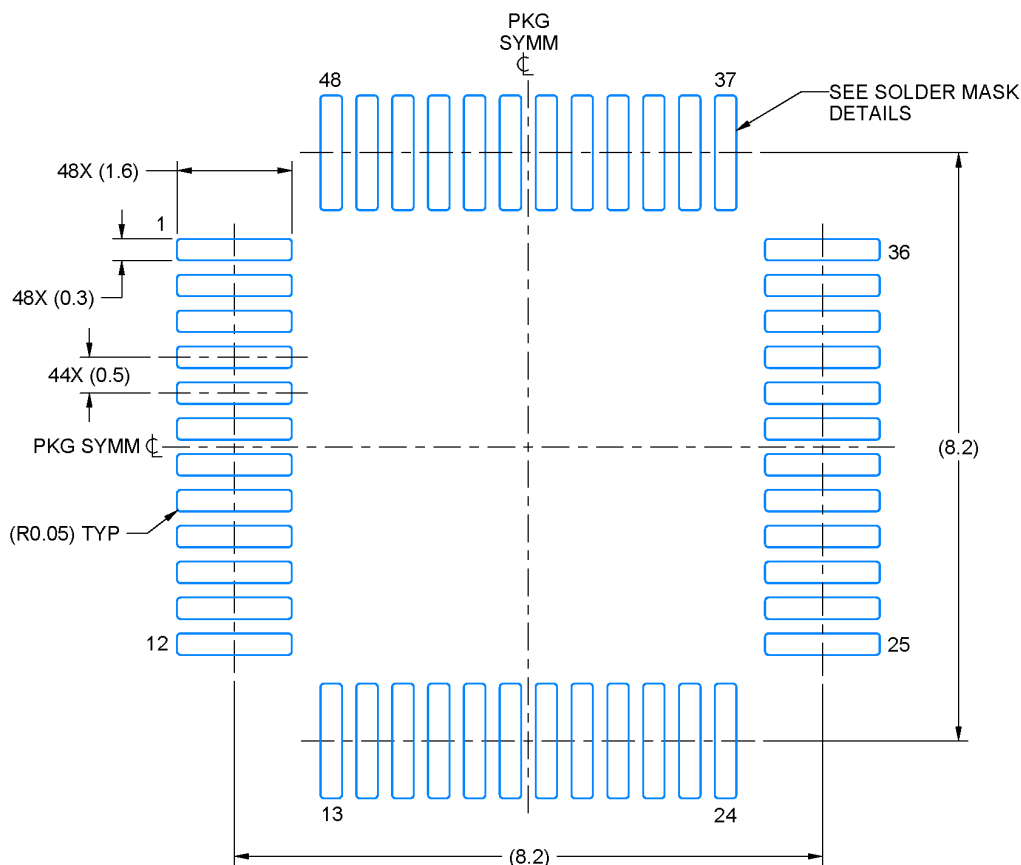 PKG
SYMM
℄
48
37
SEE SOLDER MASK
DETAILS
48X (1.6)
1
36
48X (0.3)
44X (0.5)
PKG SYMM ℄
(8.2)
(R0.05) TYP
12
25
13
24
(8.2)